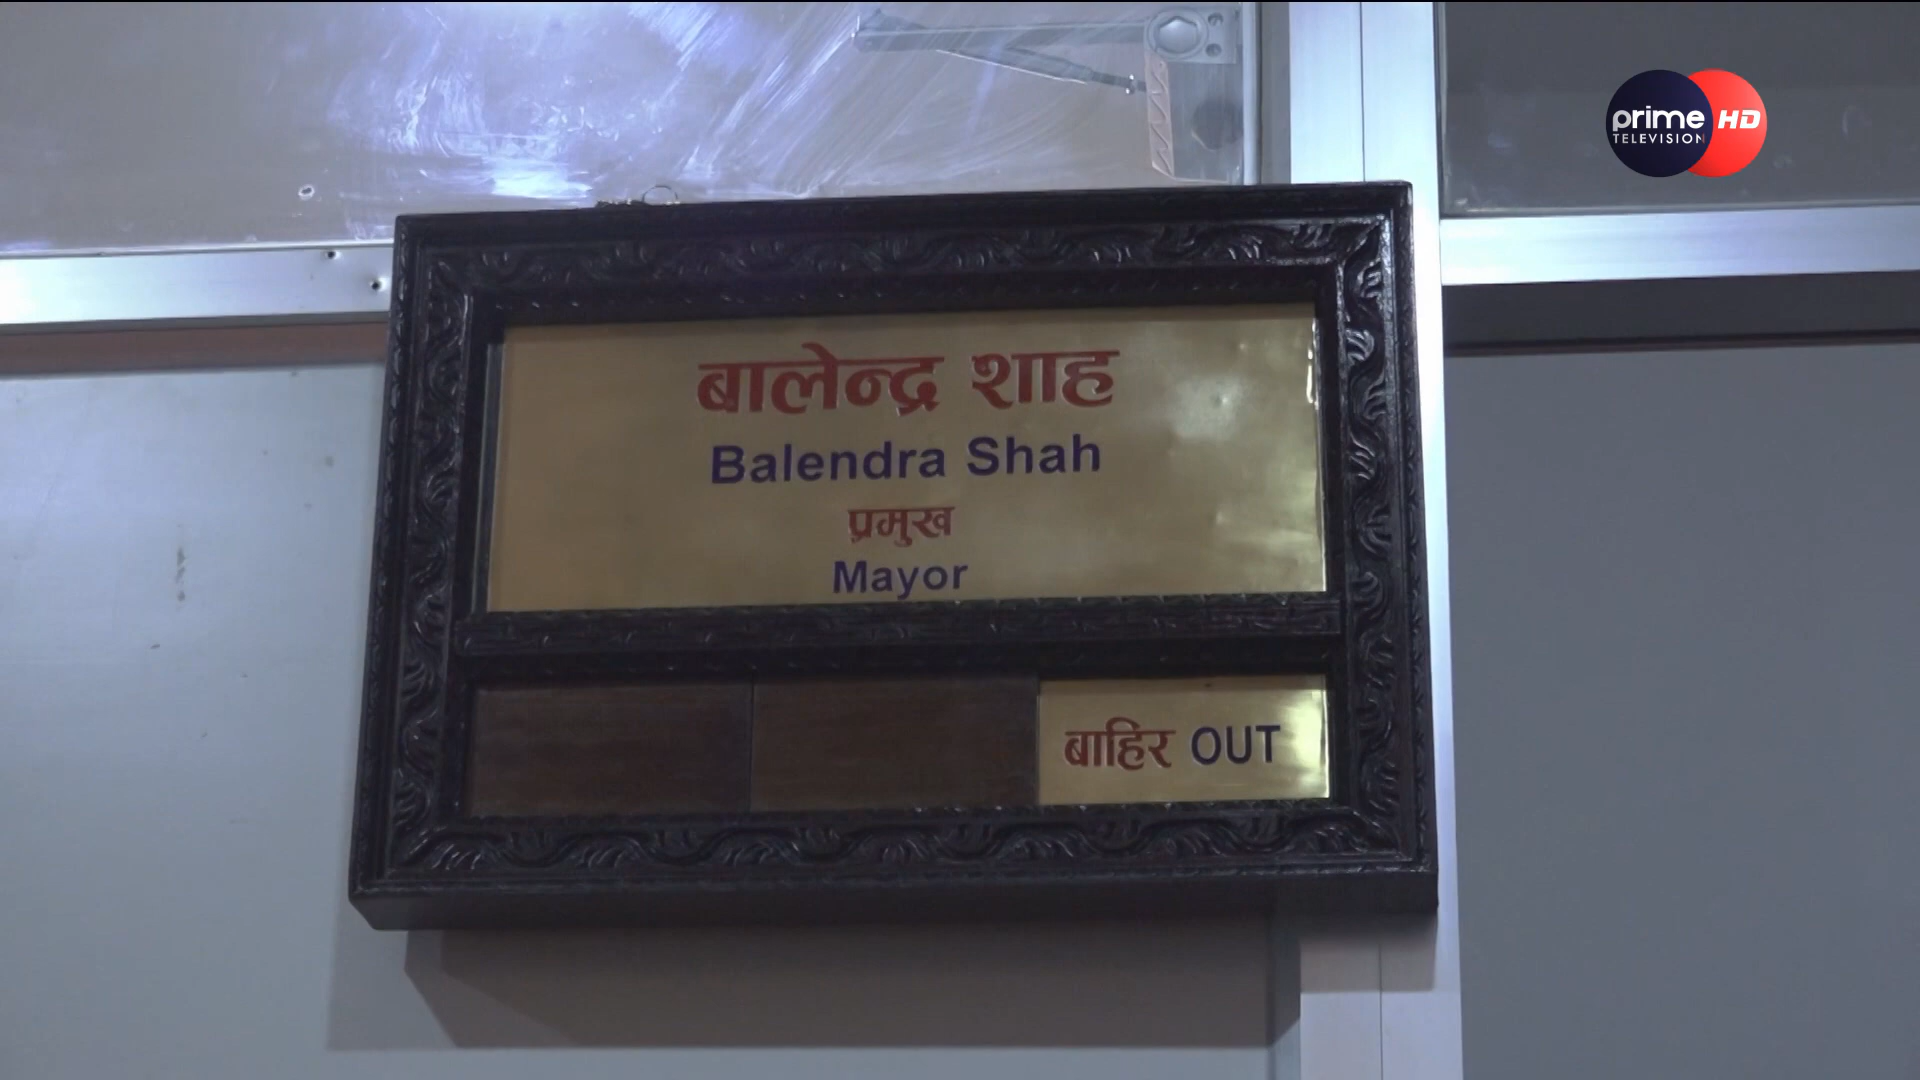 prime HD
TELEVISION
बालेन्द्र शाह
Balendra Shah
प्रमुख
Mayor
बाहिर OUT